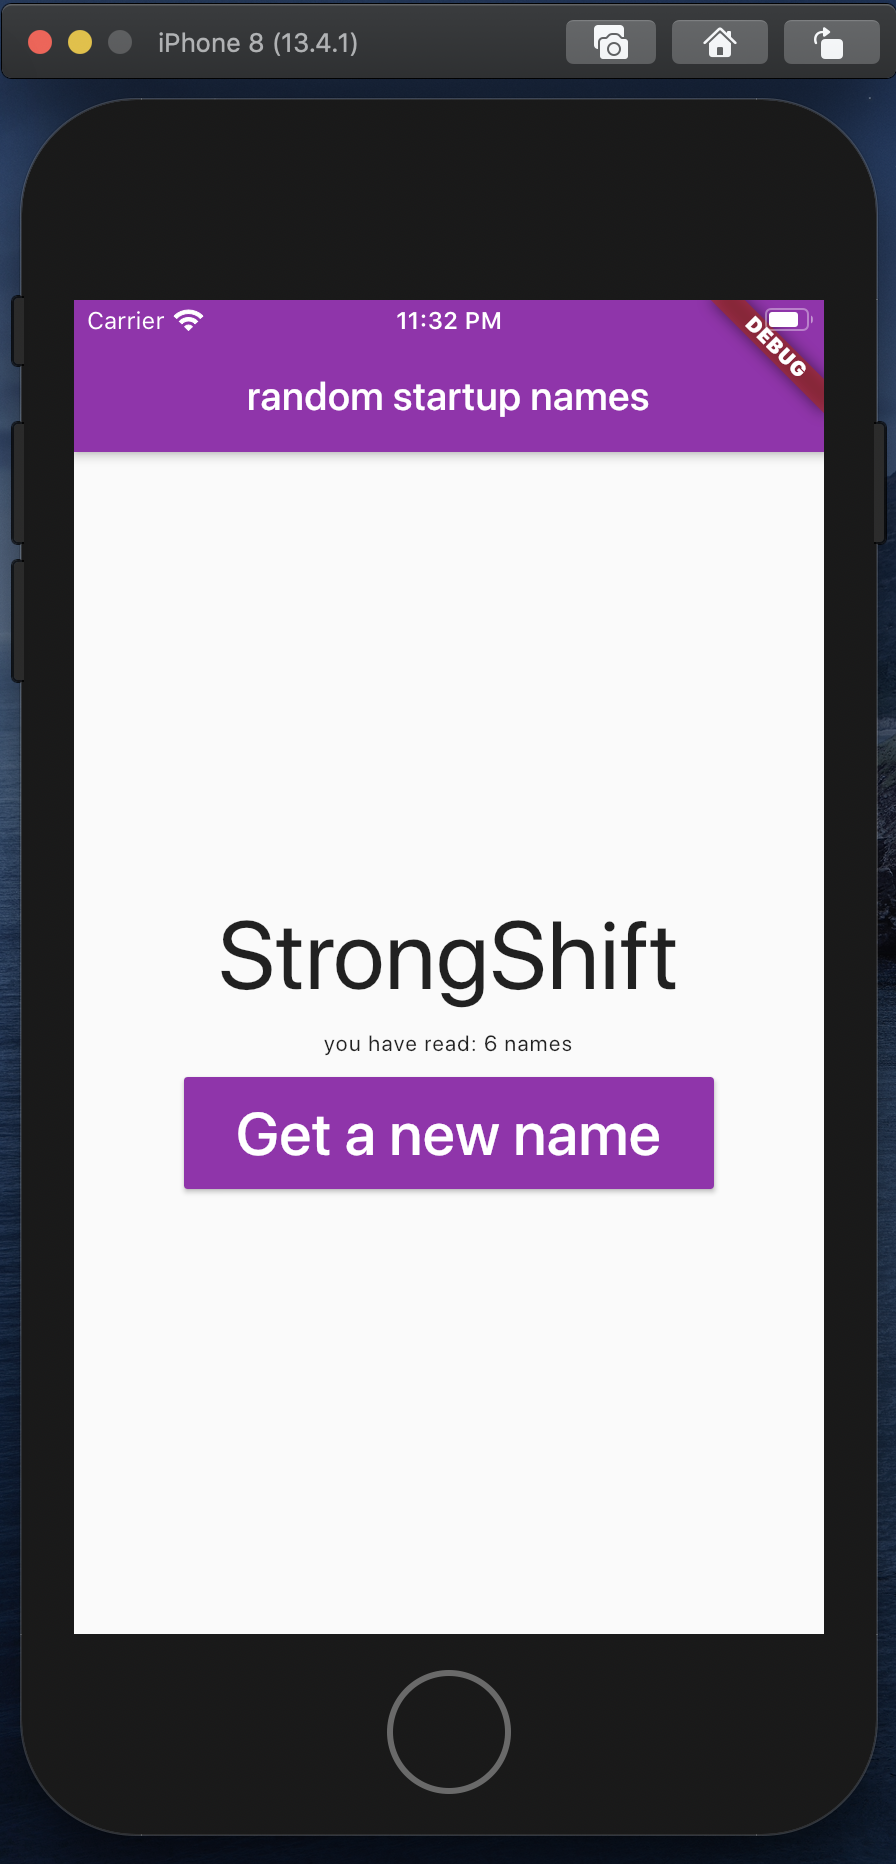 iPhone 8 (13.4.1)
Carrier 11:32 PM
DEBUG
random startup names
StrongShift
you have read: 6 names
Get a new name